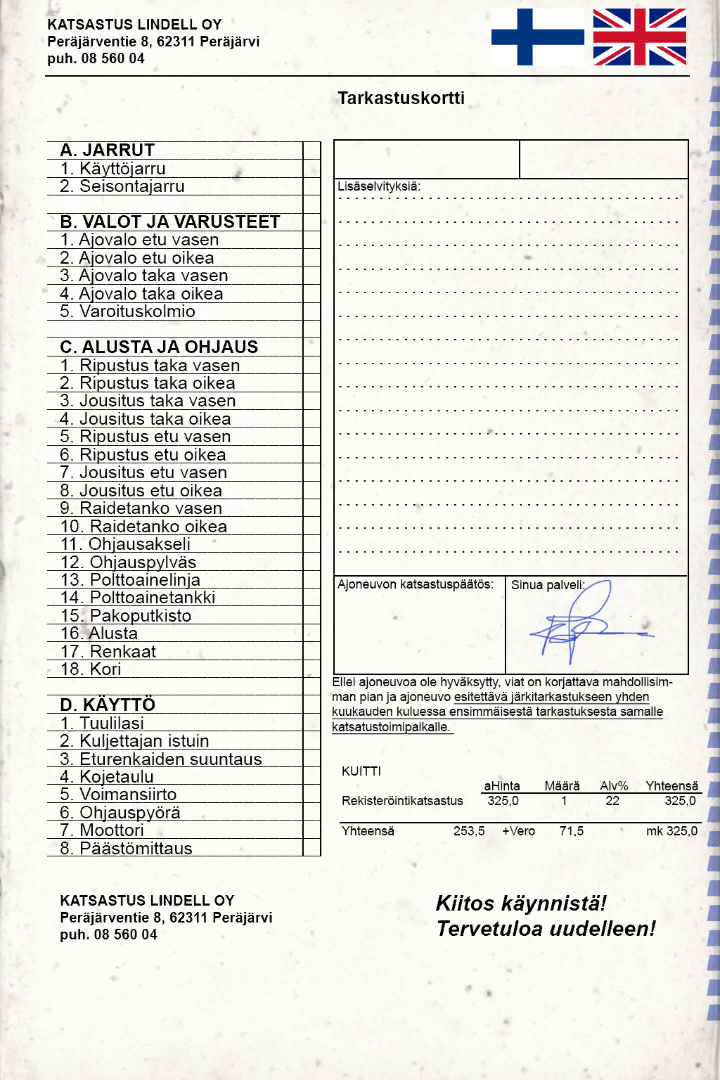 KATSASTUS LINDELL OY
Peräjärventie 8, 62311 Peräjärvi
puh. 08 560 04
Tarkastuskortti
A. JARRUT
1. Käyttöjarru
2. Seisontajarru
B. VALOT JA VARUSTEET
1. Ajovalo etu vasen
2. Ajovalo etu oikea
3. Ajovalo taka vasen
4. Ajovalo taka oikea
5. Varoituskolmio
C. ALUSTA JA OHJAUS
1. Ripustus taka vasen
2. Ripustus taka oikea
3. Jousitus taka vasen
4. Jousitus taka oikea
5. Ripustus etu vasen
6. Ripustus etu oikea
7. Jousitus etu vasen
8. Jousitus etu oikea
9. Raidetanko vasen
10. Raidetanko oikea
11. Ohjausakseli
12. Ohjauspylväs
13. Polttoainelinja
14. Polttoainetankki
15. Pakoputkisto
16. Alusta
17. Renkaat
18. Kori
D. KÄYTTÖ
1. Tuulilasi
2. Kuljettajan istuin
3. Eturenkaiden suuntaus
4. Kojetaulu
5. Voimansiirto
6. Ohjauspyörä
7. Moottori
8. Päästömittaus
Lisäselvityksiä:
Ajoneuvon katsastuspäätös:
Sinua palveli:
Ellei ajoneuvoa ole hyväksytty, viat on korjattava mahdollisim-
man pian ja ajoneuvo esitettävä järkitarkastukseen yhden
kuukauden kuluessa ensimmäisestä tarkastuksesta samalle
katsatustoimipaikalle.
KUITTI
aHinta Määrä Alv% Yhteensä
Rekisteröintikatsastus 325,0 1 22 325,0
Yhteensä 253,5 +Vero 71,5 mk 325,0
KATSASTUS LINDELL OY
Peräjärventie 8, 62311 Peräjärvi
puh. 08 560 04
Kiitos käynnistä!
Tervetuloa uudelleen!